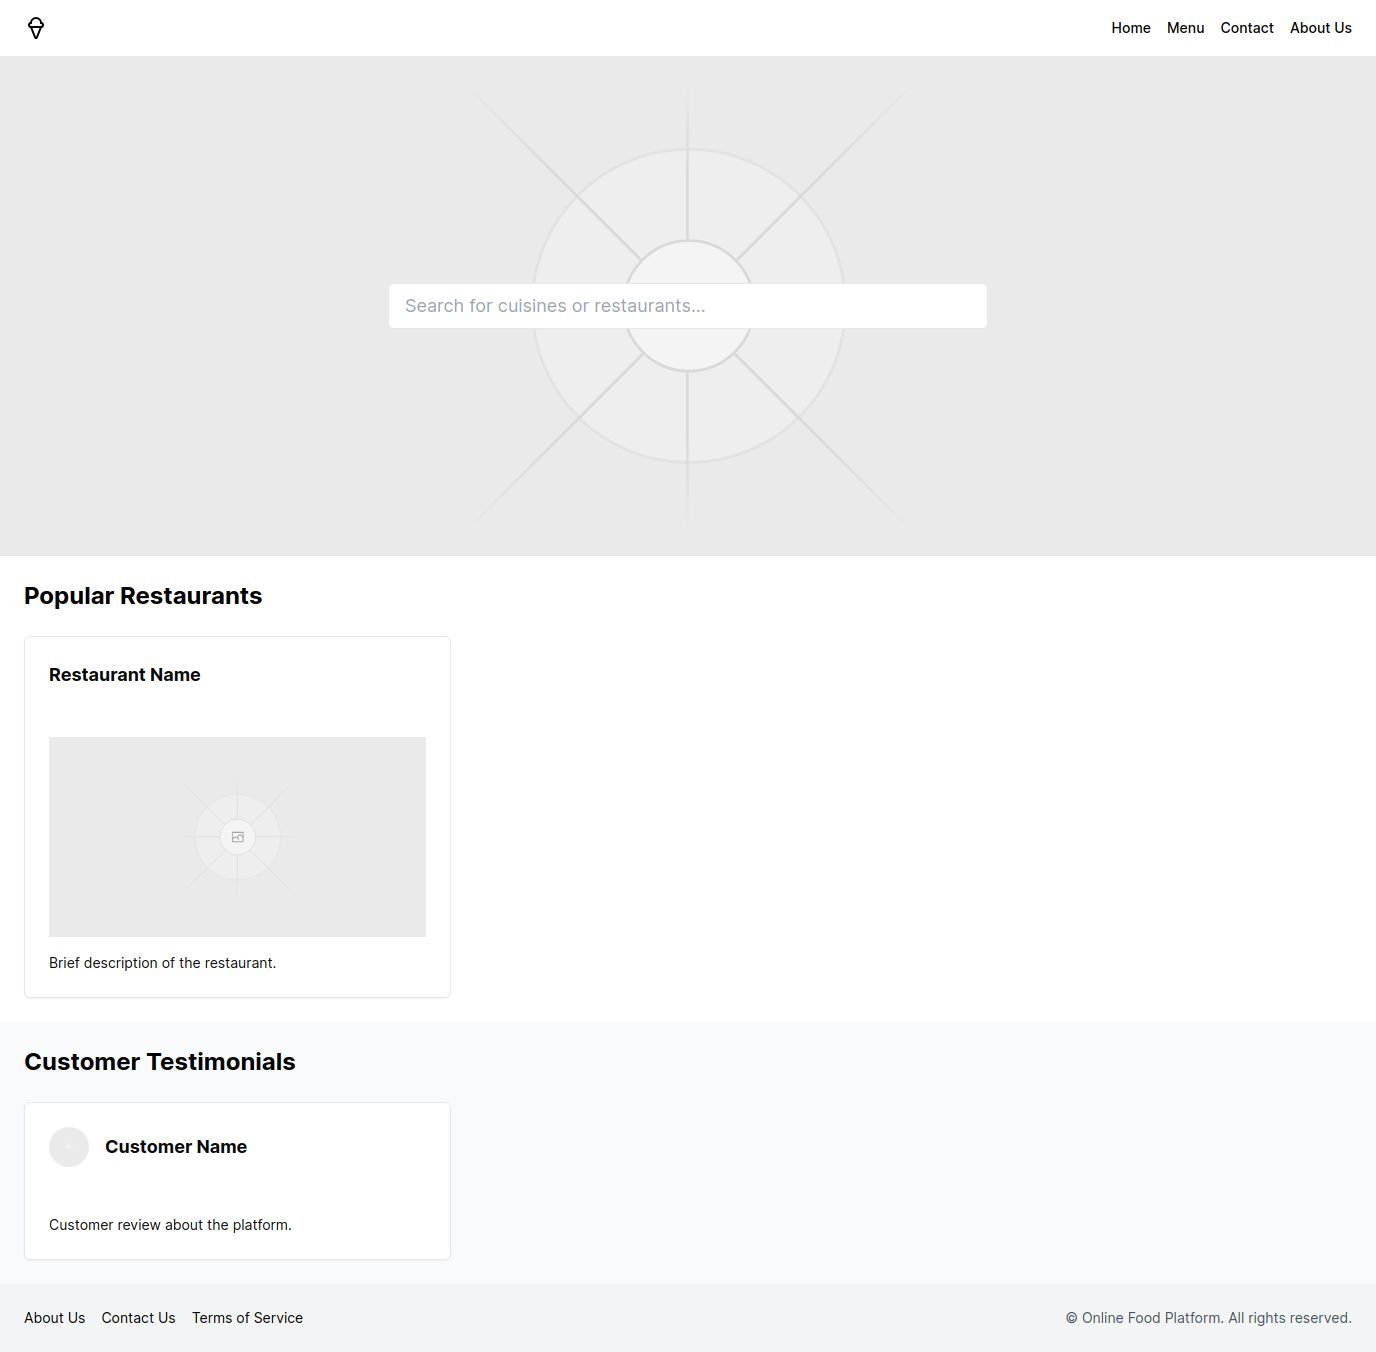 Home Menu Contact About Us
Search for cuisines or restaurants...
Popular Restaurants
Restaurant Name
Brief description of the restaurant.
Customer Testimonials
Customer Name
Customer review about the platform.
About Us Contact Us Terms of Service © Online Food Platform. All rights reserved.